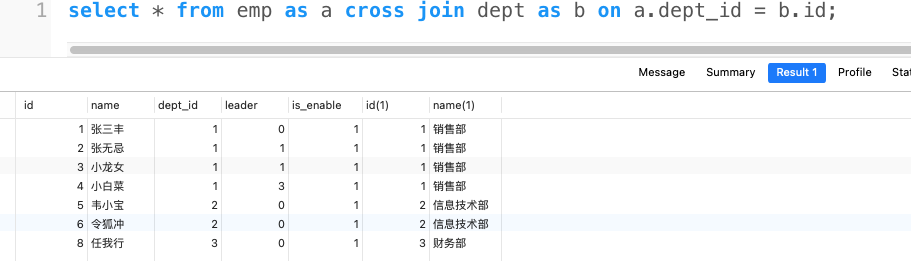 1 select * from emp as a cross join dept as b on a.dept_id = b.id;
Message Summary Result 1 Profile Stat
id name dept_id leader is_enable id(1) name(1)
1 张三丰 1 0 1 1 销售部
2 张无忌 1 1 1 1 销售部
3 小龙女 1 1 1 1 销售部
4 小白菜 1 3 1 1 销售部
5 韦小宝 2 0 1 2 信息技术部
6 令狐冲 2 0 1 2 信息技术部
8 任我行 3 0 1 3 财务部